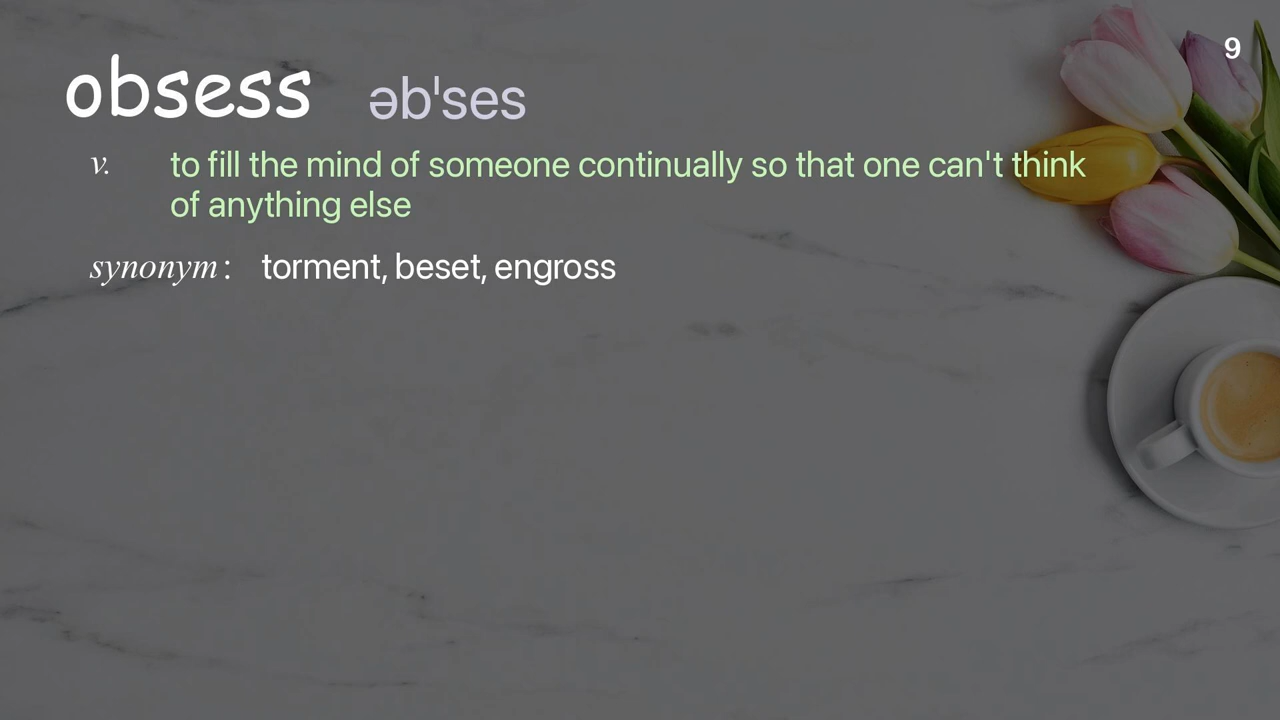 9
obsess əb'ses
v. to fill the mind of someone continually so that one can't think
of anything else
synonym : torment, beset, engross